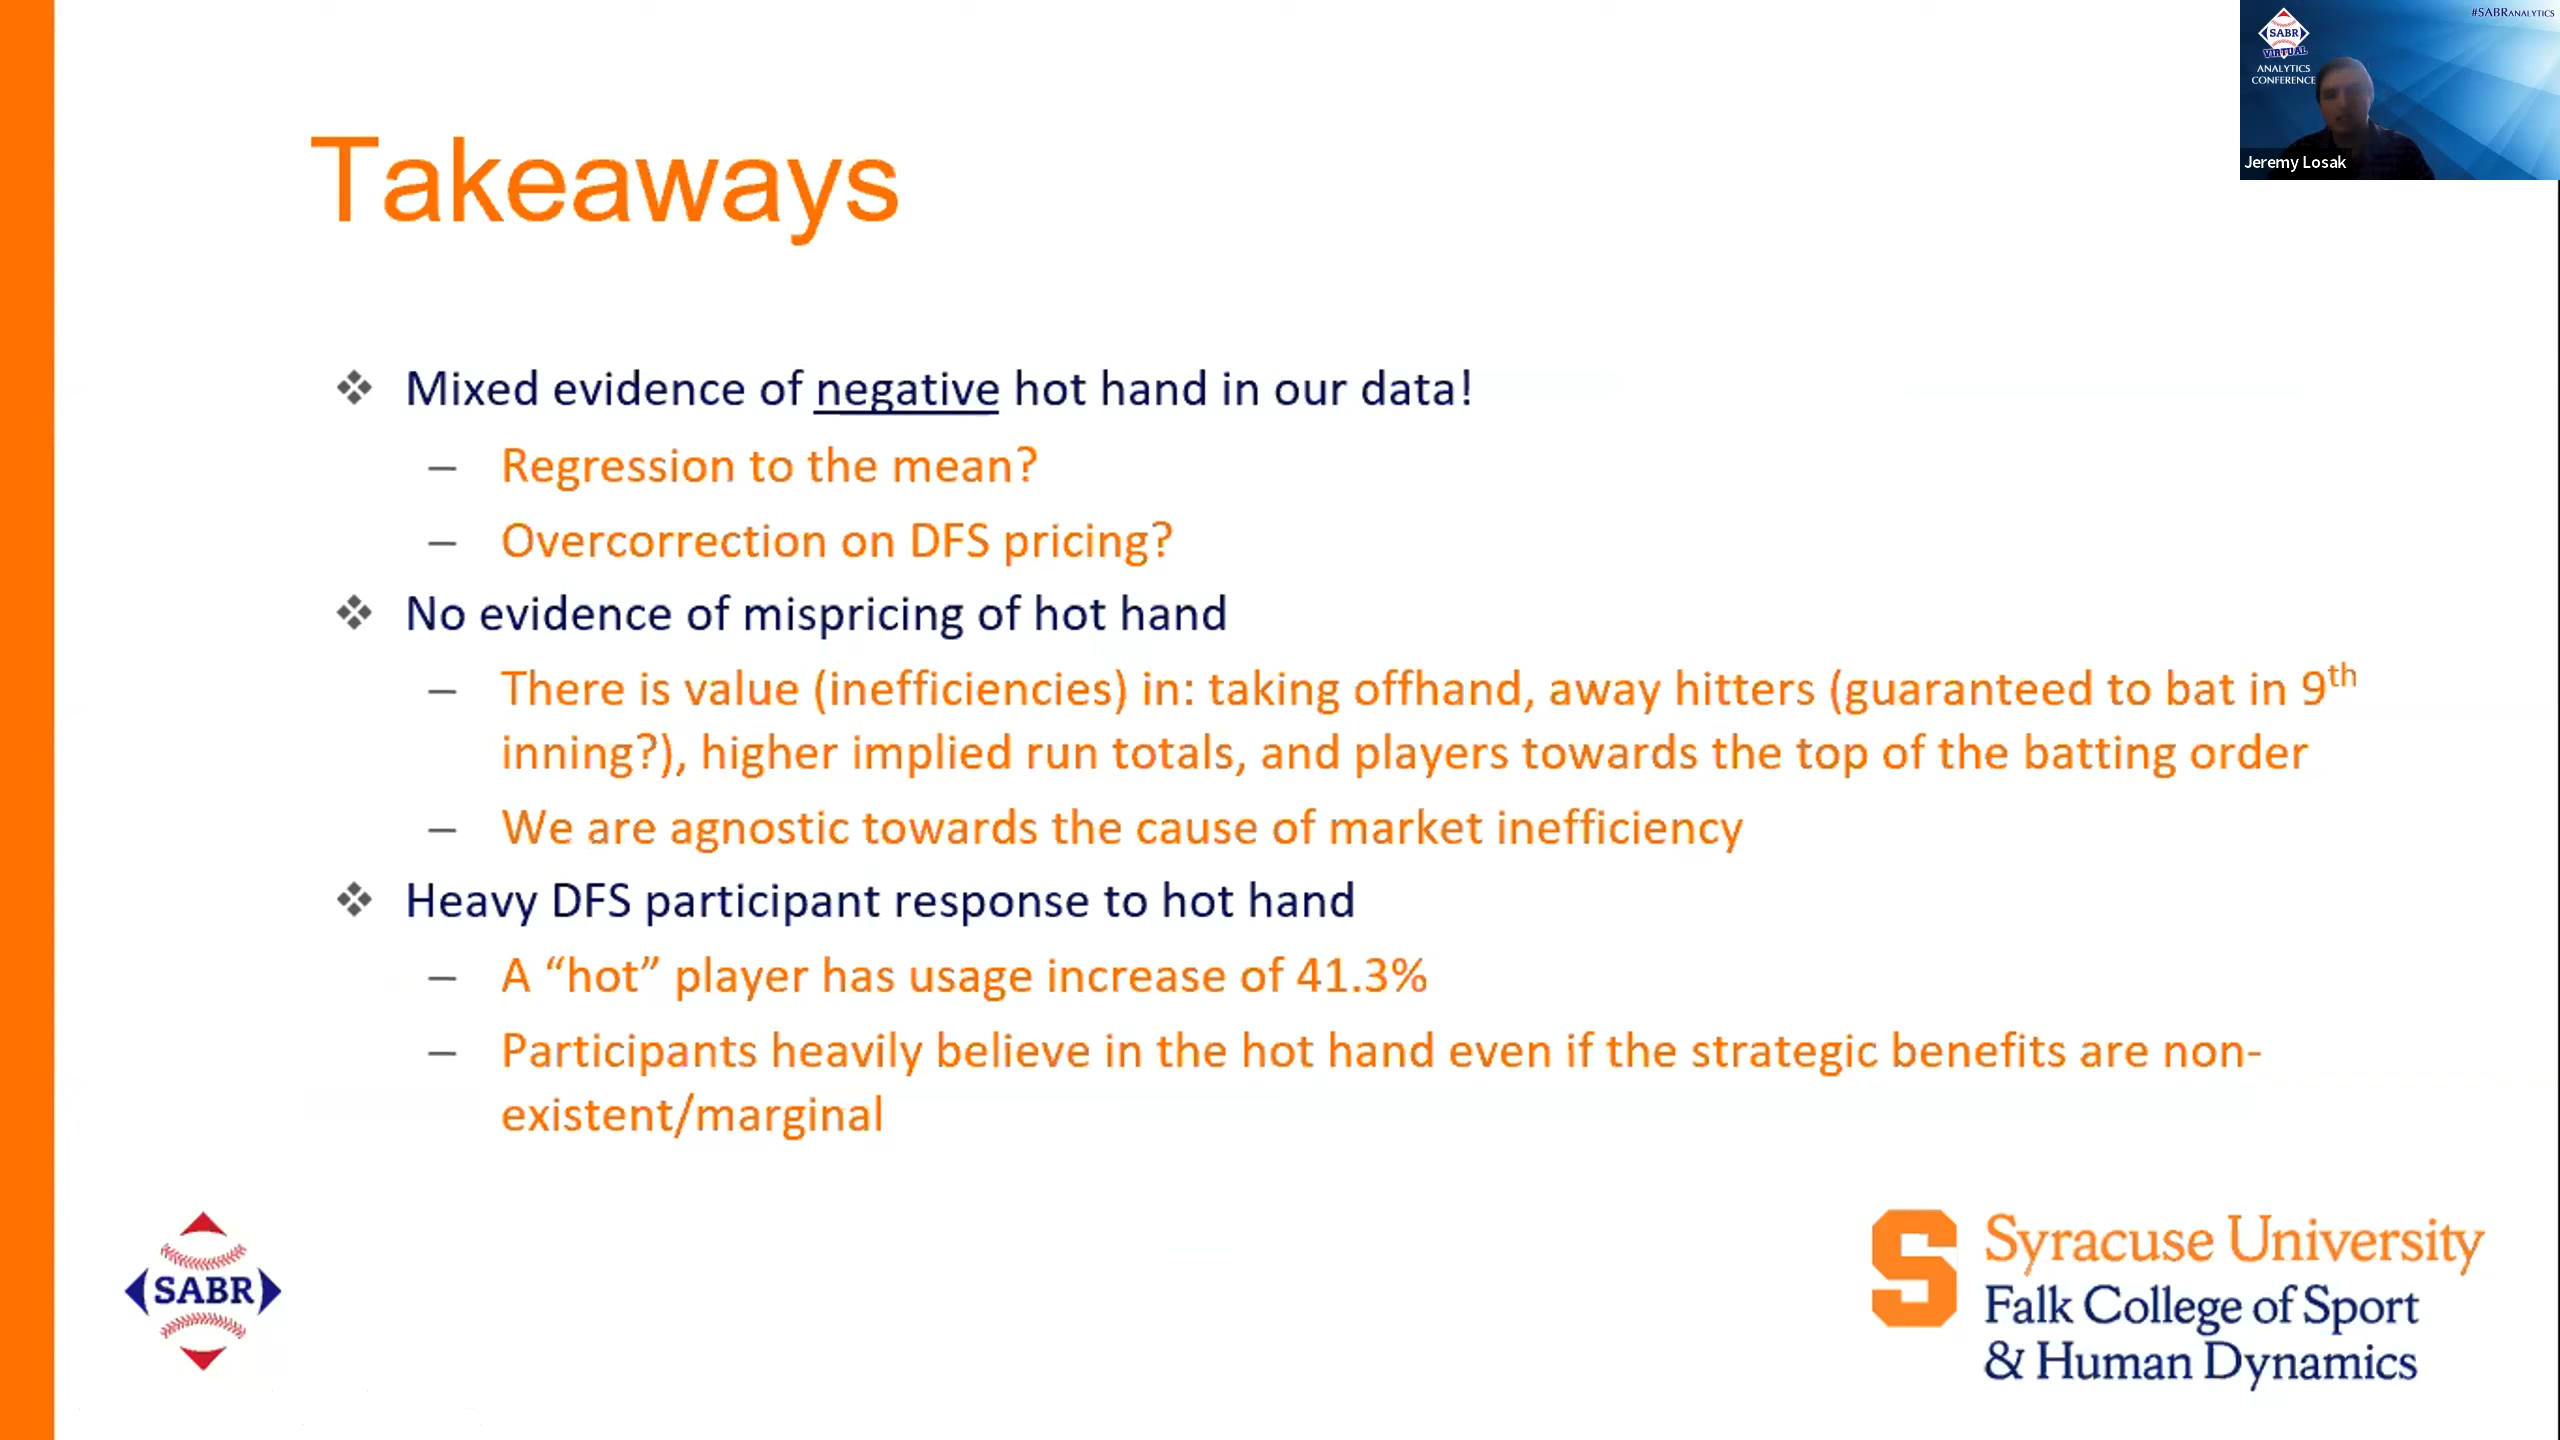 #SABRANALYTICS
SABR
VIRTUAL
ANALYTICS
CONFERENCE
Jeremy Losak
Takeaways
❖ Mixed evidence of negative hot hand in our data!
– Regression to the mean?
– Overcorrection on DFS pricing?
❖ No evidence of mispricing of hot hand
– There is value (inefficiencies) in: taking offhand, away hitters (guaranteed to bat in 9th
inning?), higher implied run totals, and players towards the top of the batting order
– We are agnostic towards the cause of market inefficiency
❖ Heavy DFS participant response to hot hand
– A “hot” player has usage increase of 41.3%
– Participants heavily believe in the hot hand even if the strategic benefits are non-
existent/marginal
SABR
S
Syracuse University
Falk College of Sport
& Human Dynamics